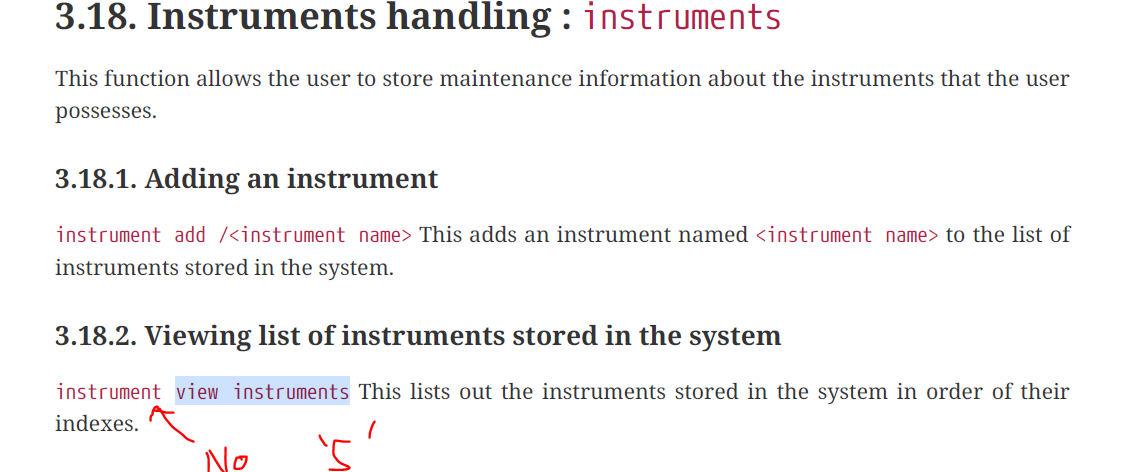 3.18. Instruments handling : instruments
This function allows the user to store maintenance information about the instruments that the user
possesses.
3.18.1. Adding an instrument
instrument add /<instrument name> This adds an instrument named <instrument name> to the list of
instruments stored in the system.
3.18.2. Viewing list of instruments stored in the system
instrument view instruments This lists out the instruments stored in the system in order of their
indexes.
No 's'